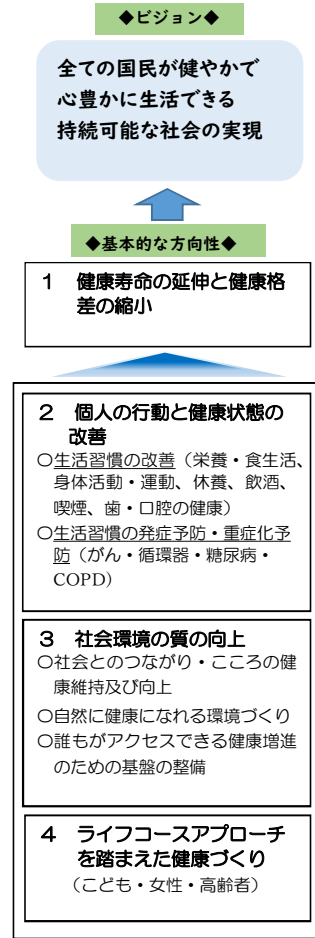 ◆ビジョン◆
全ての国民が健やかで
心豊かに生活できる
持続可能な社会の実現
◆基本的な方向性◆
１　健康寿命の延伸と健康格
差の縮小
２　個人の行動と健康状態の
改善
○生活習慣の改善（栄養・食生活、
身体活動・運動、休養、飲酒、
喫煙、歯・口腔の健康）
○生活習慣の発症予防・重症化予
防（がん・循環器・糖尿病・
COPD）
３　社会環境の質の向上
○社会とのつながり・こころの健
康維持及び向上
○自然に健康になれる環境づくり
○誰もがアクセスできる健康増進
のための基盤の整備
４　ライフコースアプローチ
を踏まえた健康づくり
（こども・女性・高齢者）